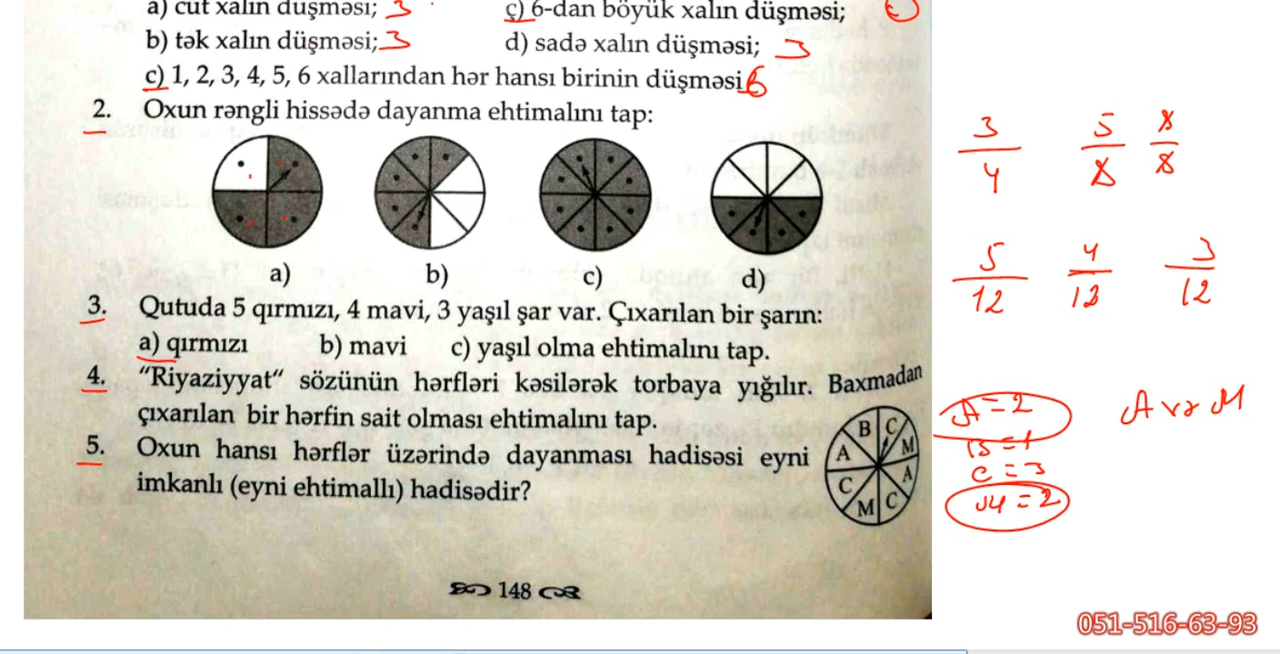 a) cüt xalın düşməsi; 3 ç) 6-dan böyük xalın düşməsi;
b) tək xalın düşməsi; 3 d) sadə xalın düşməsi; 3
c) 1, 2, 3, 4, 5, 6 xallarından hər hansı birinin düşməsi 6
2. Oxun rəngli hissədə dayanma ehtimalını tap:
3/4 5/8 8/8
a) b) c) d)
5/12 4/12 3/12
3. Qutuda 5 qırmızı, 4 mavi, 3 yaşıl şar var. Çıxarılan bir şarın:
a) qırmızı b) mavi c) yaşıl olma ehtimalını tap.
4. "Riyaziyyat" sözünün hərfləri kəsilərək torbaya yığılır. Baxmadan
çıxarılan bir hərfin sait olması ehtimalını tap.
5. Oxun hansı hərflər üzərində dayanması hadisəsi eyni
imkanlı (eyni ehtimallı) hadisədir?
B C
A M
C A
M C
A = 2
B = 1
C = 3
M = 2
A və M
148
051-516-63-93